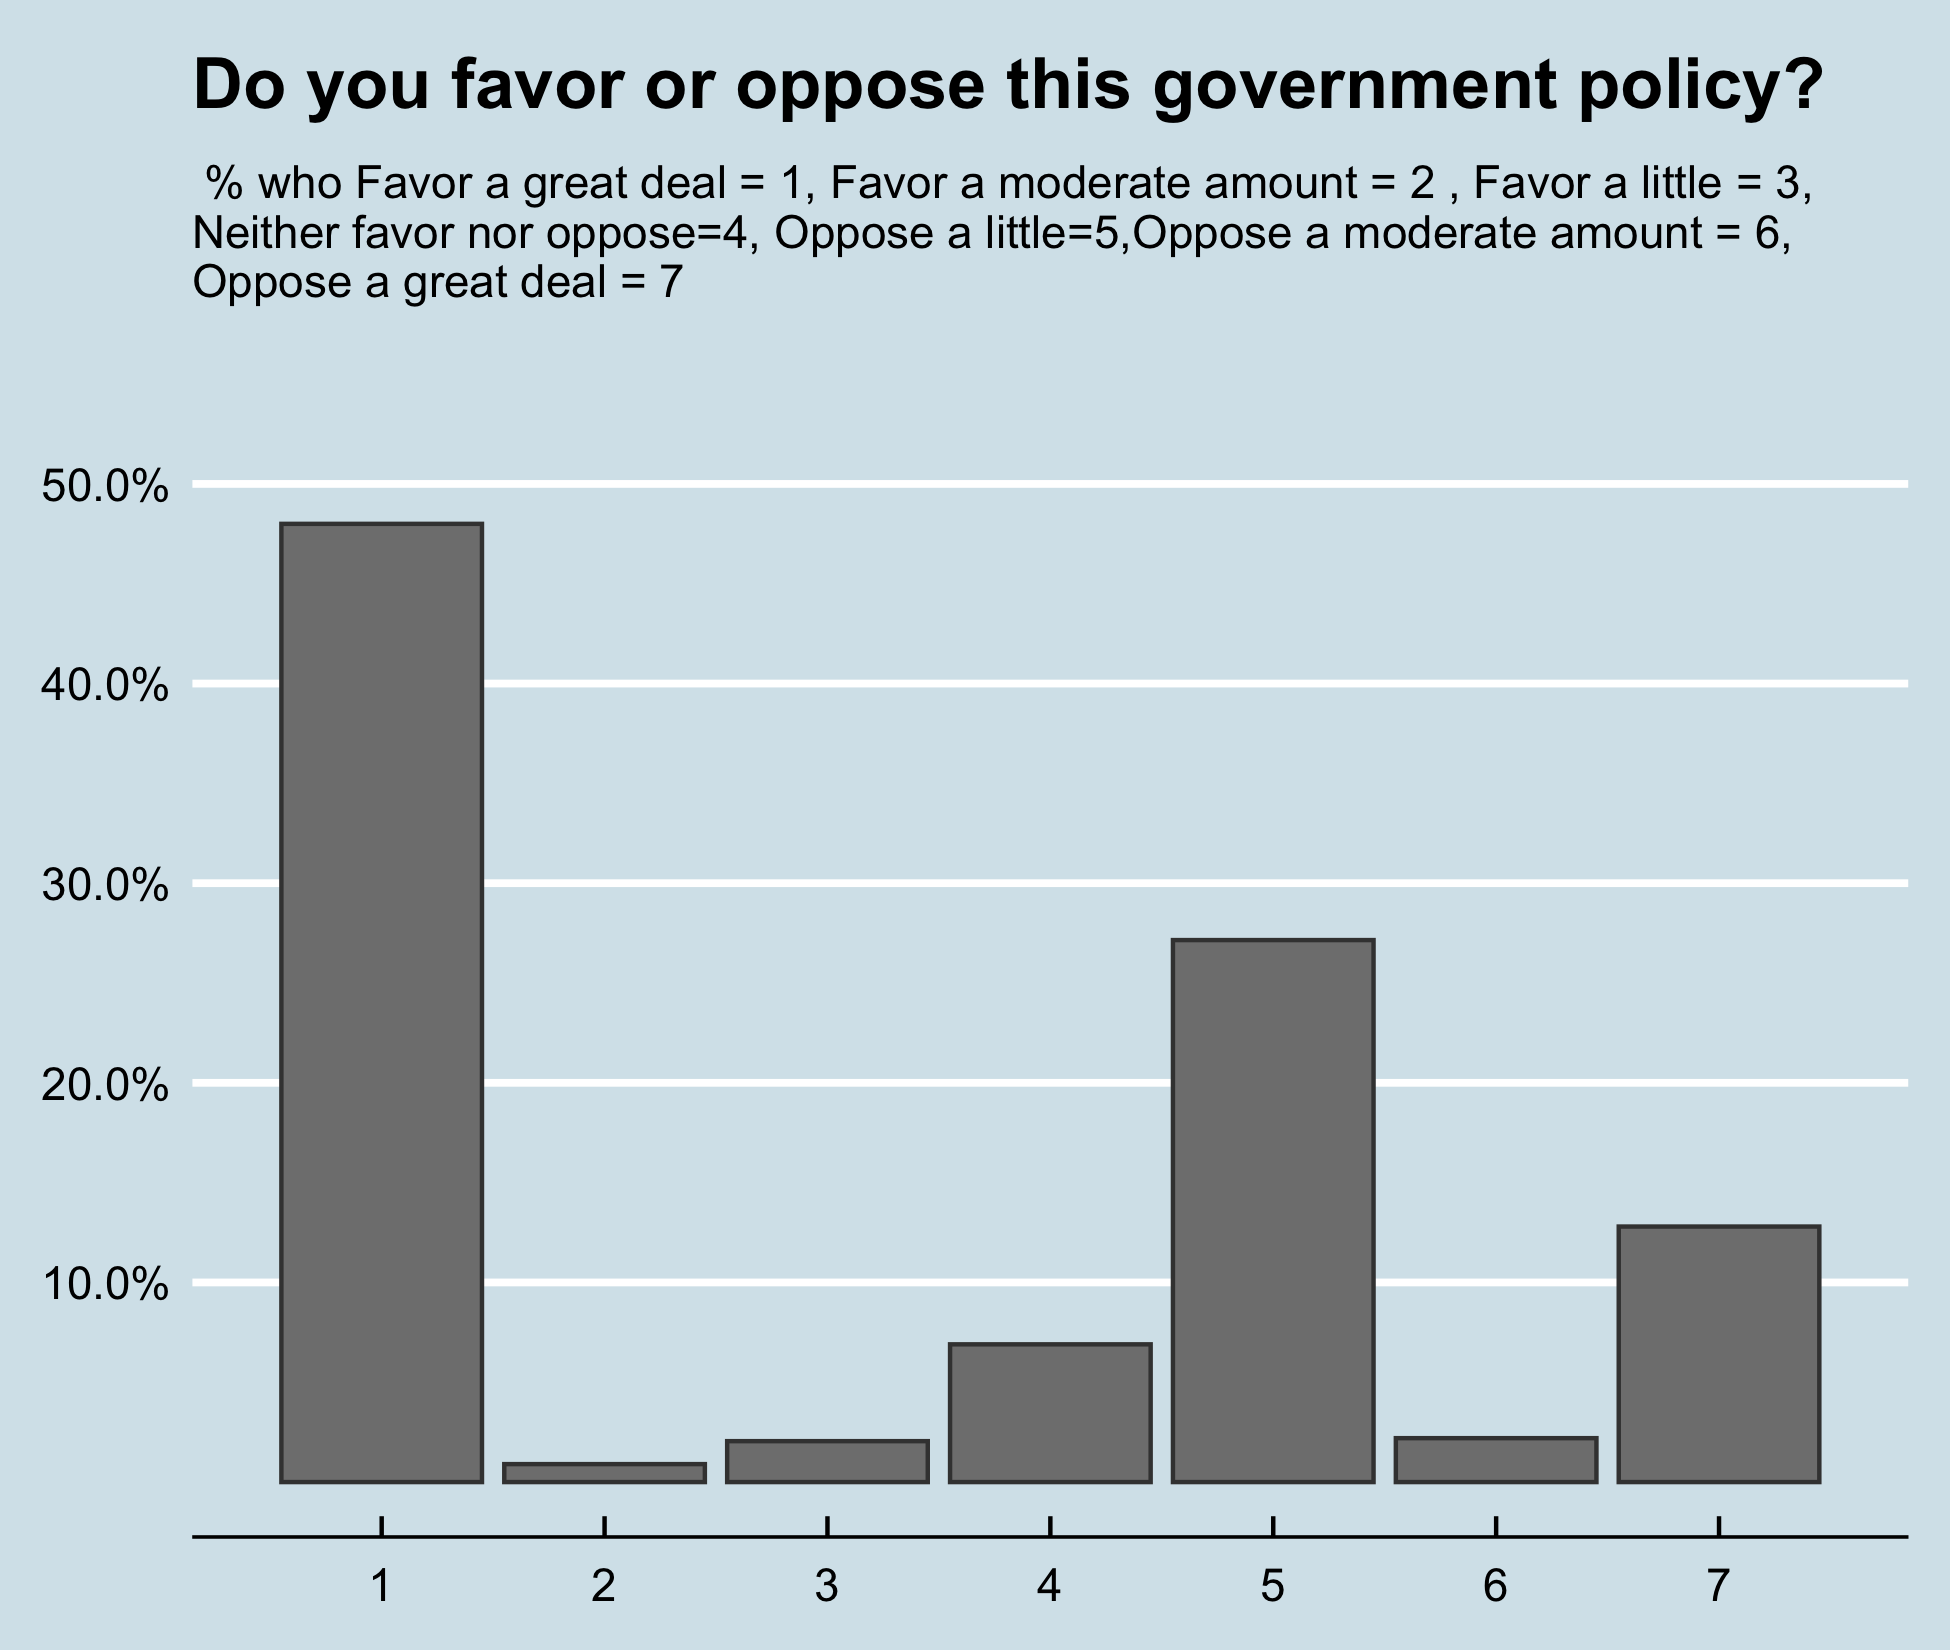 Do you favor or oppose this government policy?
% who Favor a great deal = 1, Favor a moderate amount = 2 , Favor a little = 3,
Neither favor nor oppose=4, Oppose a little=5,Oppose a moderate amount = 6,
Oppose a great deal = 7
50.0%
40.0%
30.0%
20.0%
10.0%
1 2 3 4 5 6 7